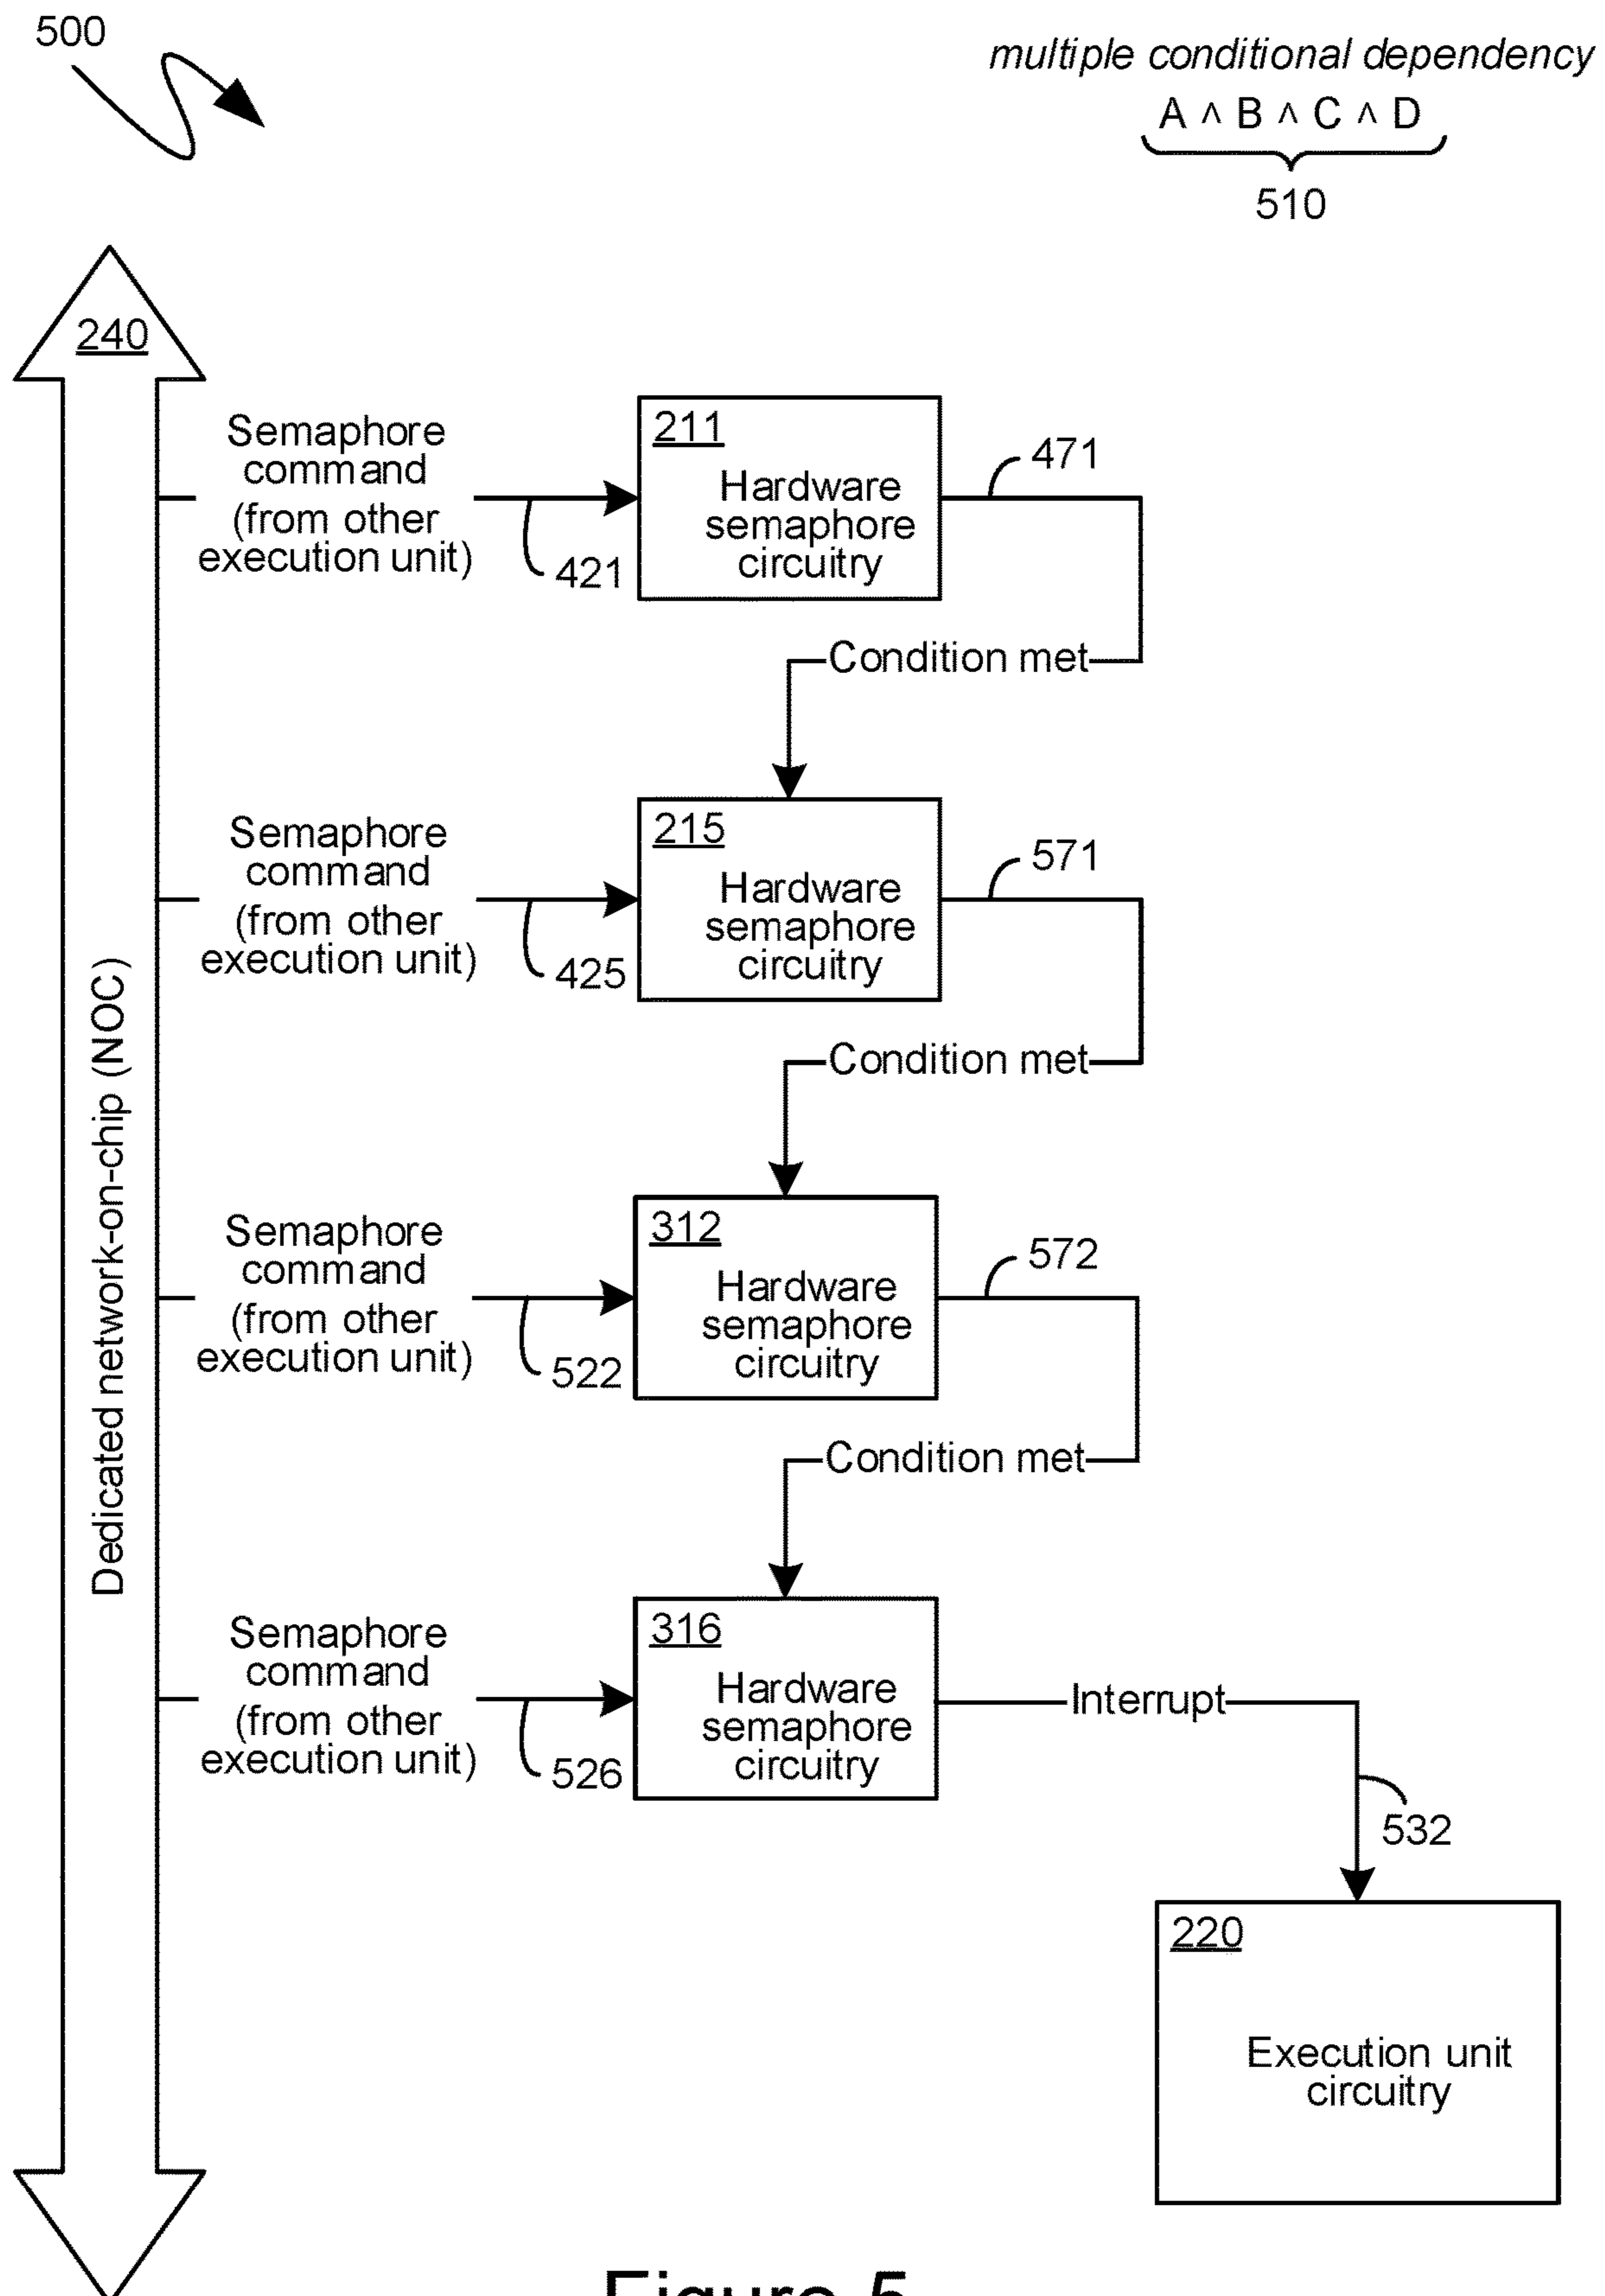 500
multiple conditional dependency
A ∧ B ∧ C ∧ D
510
240
Dedicated network-on-chip (NOC)
Semaphore
command
(from other
execution unit)
421
211
Hardware
semaphore
circuitry
471
Condition met
Semaphore
command
(from other
execution unit)
425
215
Hardware
semaphore
circuitry
571
Condition met
Semaphore
command
(from other
execution unit)
522
312
Hardware
semaphore
circuitry
572
Condition met
Semaphore
command
(from other
execution unit)
526
316
Hardware
semaphore
circuitry
Interrupt
532
220
Execution unit
circuitry
Figure 5